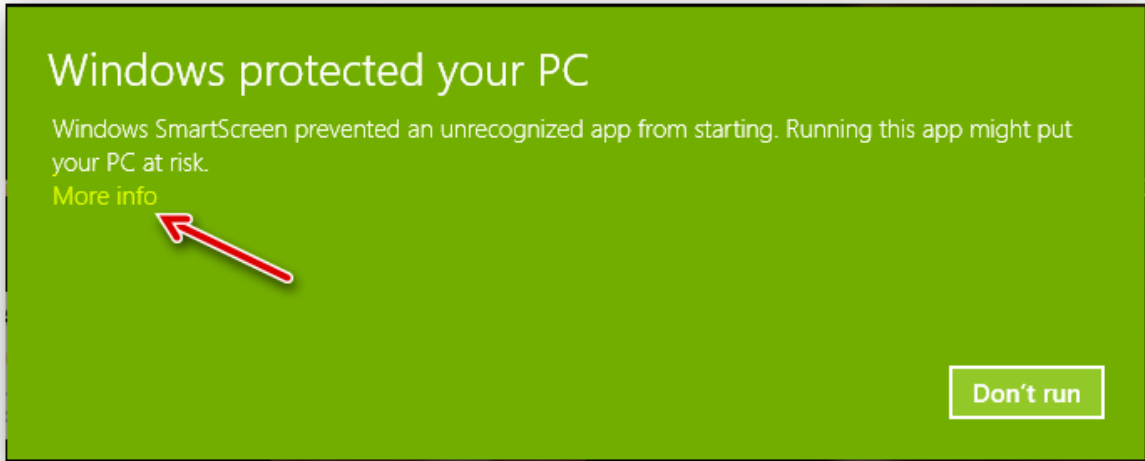 Windows protected your PC
Windows SmartScreen prevented an unrecognized app from starting. Running this app might put
your PC at risk.
More info
Don't run